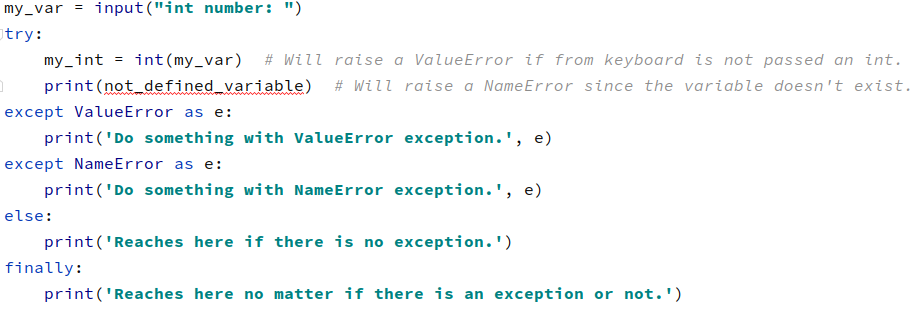 my_var = input("int number: ")
try:
    my_int = int(my_var)  # Will raise a ValueError if from keyboard is not passed an int.
    print(not_defined_variable)  # Will raise a NameError since the variable doesn't exist.
except ValueError as e:
    print('Do something with ValueError exception.', e)
except NameError as e:
    print('Do something with NameError exception.', e)
else:
    print('Reaches here if there is no exception.')
finally:
    print('Reaches here no matter if there is an exception or not.')